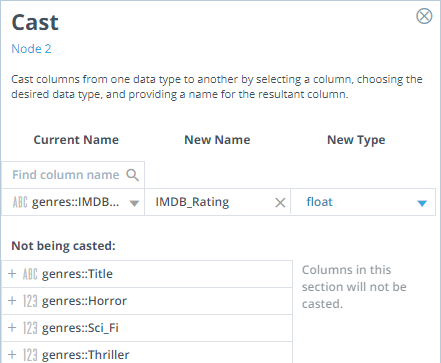 Cast
Node 2
Cast columns from one data type to another by selecting a column, choosing the
desired data type, and providing a name for the resultant column.
Current Name New Name New Type
Find column name
ABC genres::IMDB... IMDB_Rating float
Not being casted:
+ ABC genres::Title
+ 123 genres::Horror
+ 123 genres::Sci_Fi
+ 123 genres::Thriller
Columns in this
section will not be
casted.